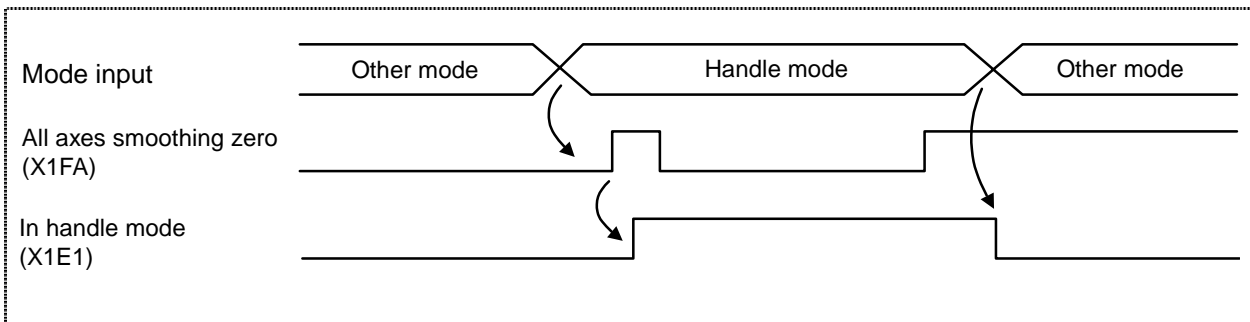 Mode input
Other mode
Handle mode
Other mode
All axes smoothing zero
(X1FA)
In handle mode
(X1E1)